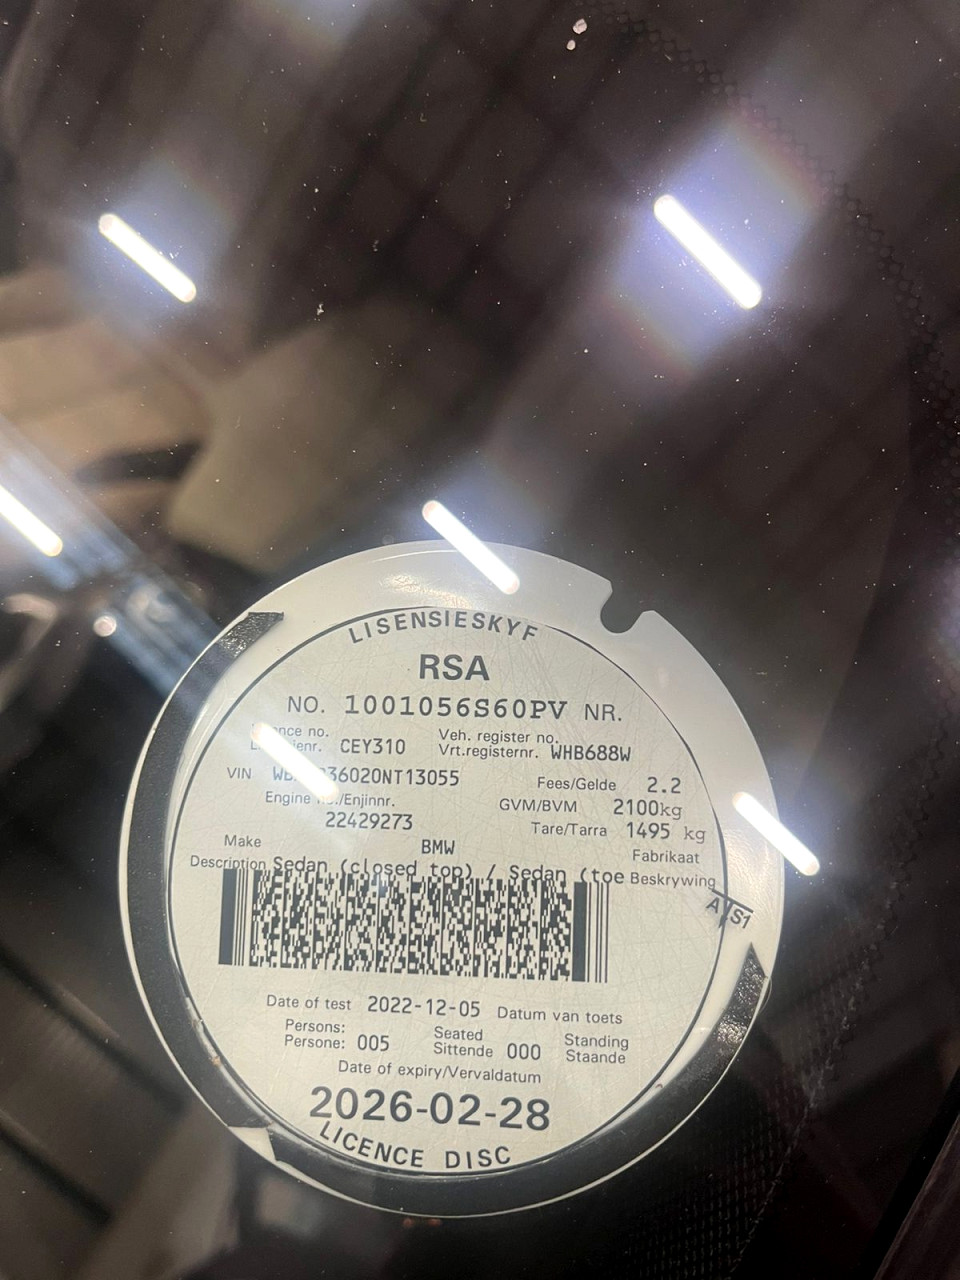 LISENSIESKYF
RSA
NO. 1001056S60PV NR.
no. CEY310 Veh. register no.
Vrt.registernr. WHB688W
VIN 36020NT13055 Fees/Gelde 2.2
Engine /Enjinnr. GVM/BVM 2100kg
22429273 Tare/Tarra 1495 kg
Make BMW Fabrikaat
Description Sedan (closed top) / Sedan (toe Beskrywing
Date of test 2022-12-05 Datum van toets
Persons: Seated Standing
Persone: 005 Sittende 000 Staande
Date of expiry/Vervaldatum
2026-02-28
LICENCE DISC